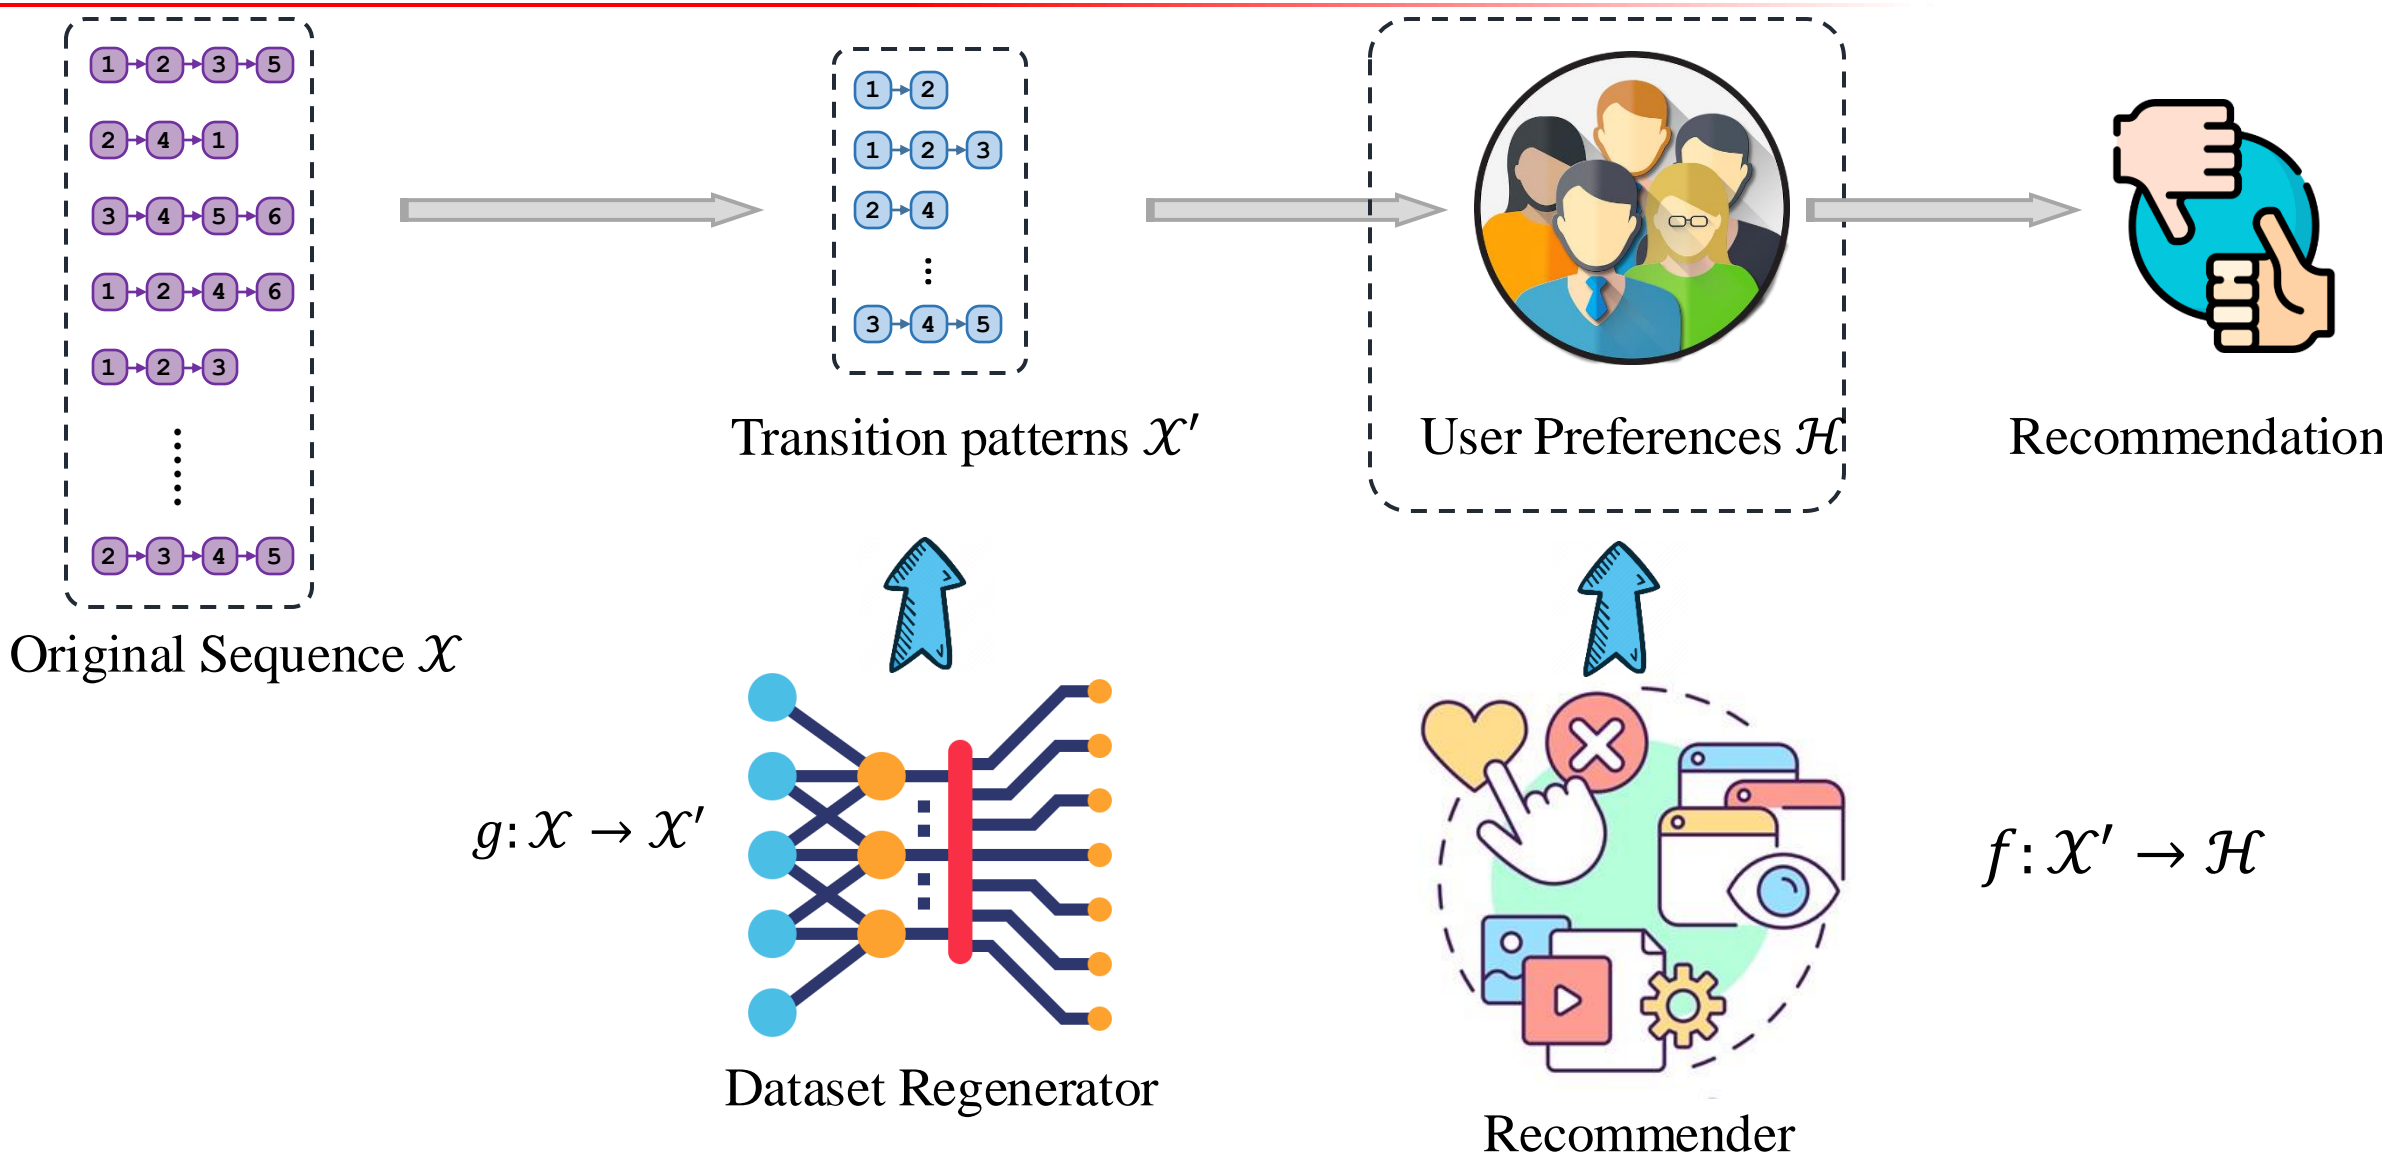 1 → 2 → 3 → 5
2 → 4 → 1
3 → 4 → 5 → 6
1 → 2 → 4 → 6
1 → 2 → 3
⋮
2 → 3 → 4 → 5
Original Sequence 𝒳
1 → 2
1 → 2 → 3
2 → 4
⋮
3 → 4 → 5
Transition patterns 𝒳′
User Preferences ℋ
Recommendation
g: 𝒳 → 𝒳′
Dataset Regenerator
Recommender
f: 𝒳′ → ℋ